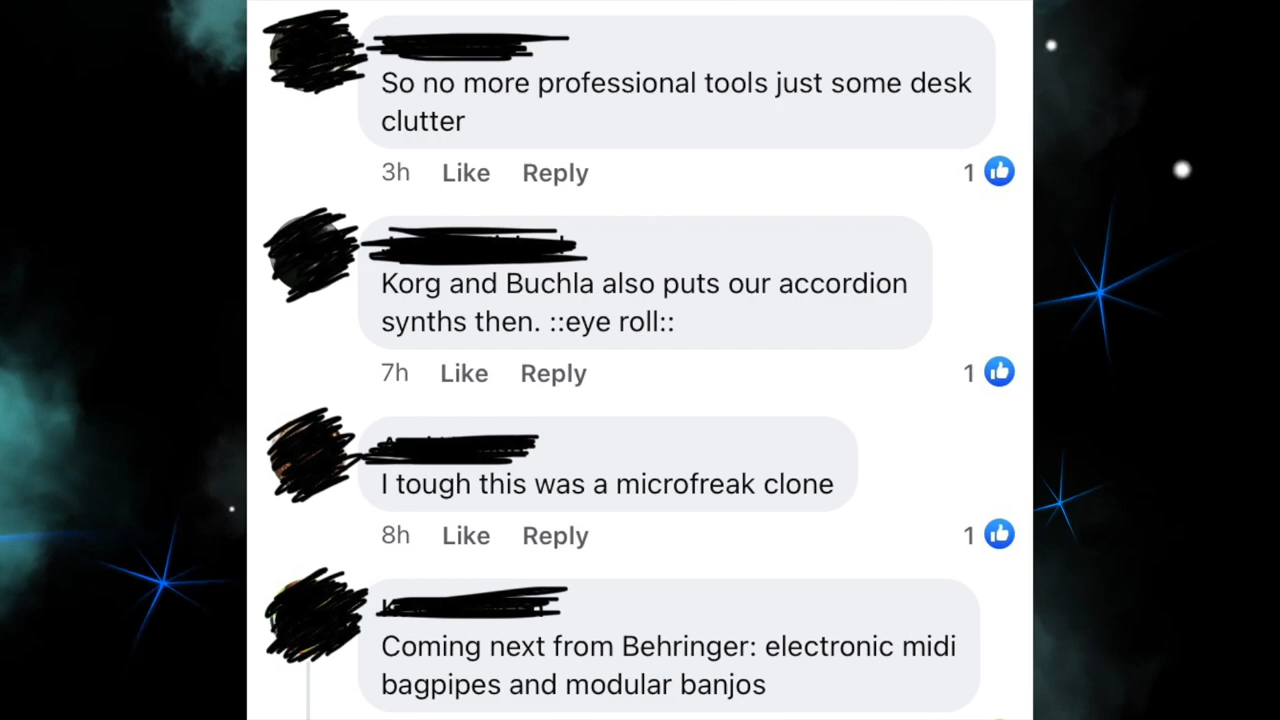 So no more professional tools just some desk
clutter
3h Like Reply 1
Korg and Buchla also puts our accordion
synths then. ::eye roll::
7h Like Reply 1
I tough this was a microfreak clone
8h Like Reply 1
Coming next from Behringer: electronic midi
bagpipes and modular banjos